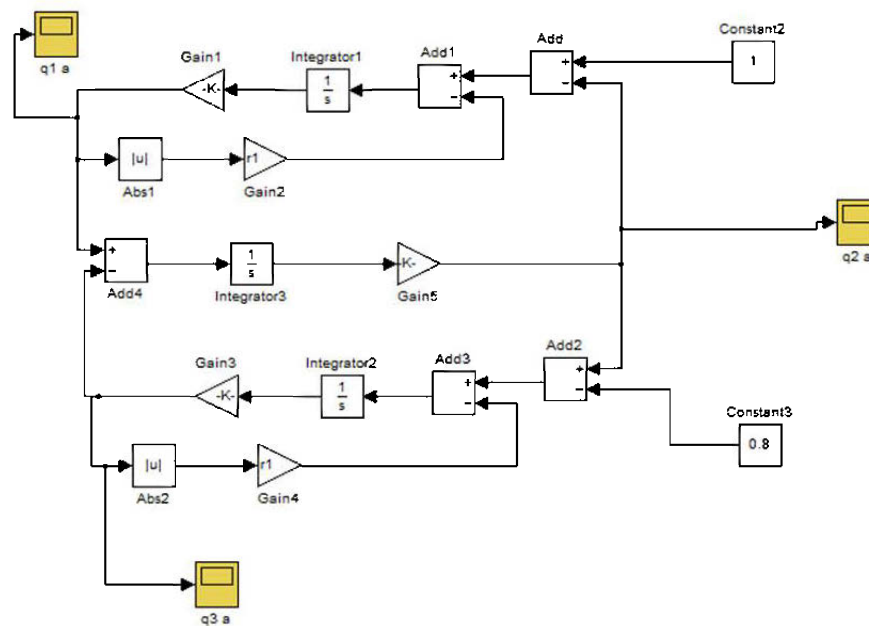 q1 a
Gain1
-K-
Integrator1
1
s
Add1
+
−
Add
+
−
Constant2
1
|u|
Abs1
r1
Gain2
+
−
Add4
1
s
Integrator3
-K-
Gain5
q2 a
Gain3
-K-
Integrator2
1
s
Add3
+
−
Add2
+
−
Constant3
0.8
|u|
Abs2
r1
Gain4
q3 a